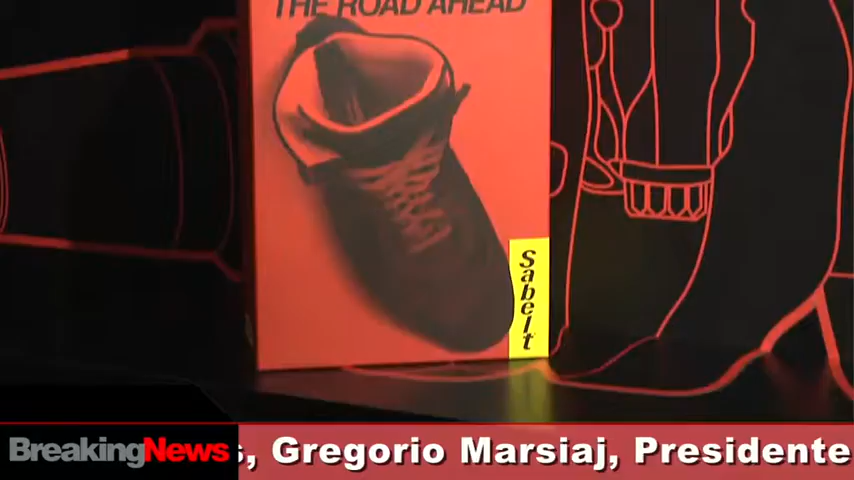 THE ROAD AHEAD
Sabelt
BreakingNews s, Gregorio Marsiaj, Presidente